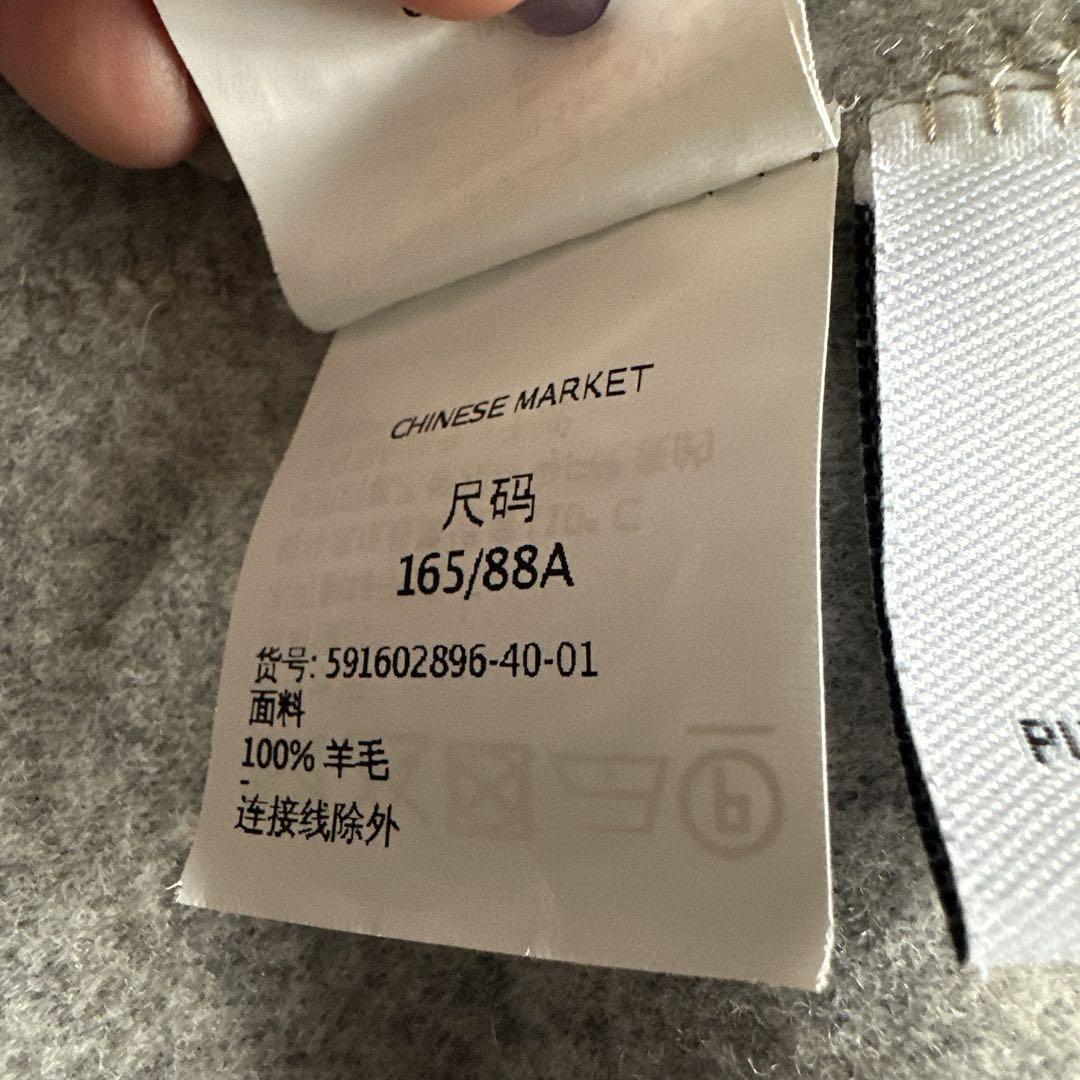 CHINESE MARKET
尺码
165/88A
货号: 591602896-40-01
面料
100% 羊毛
-
连接线除外